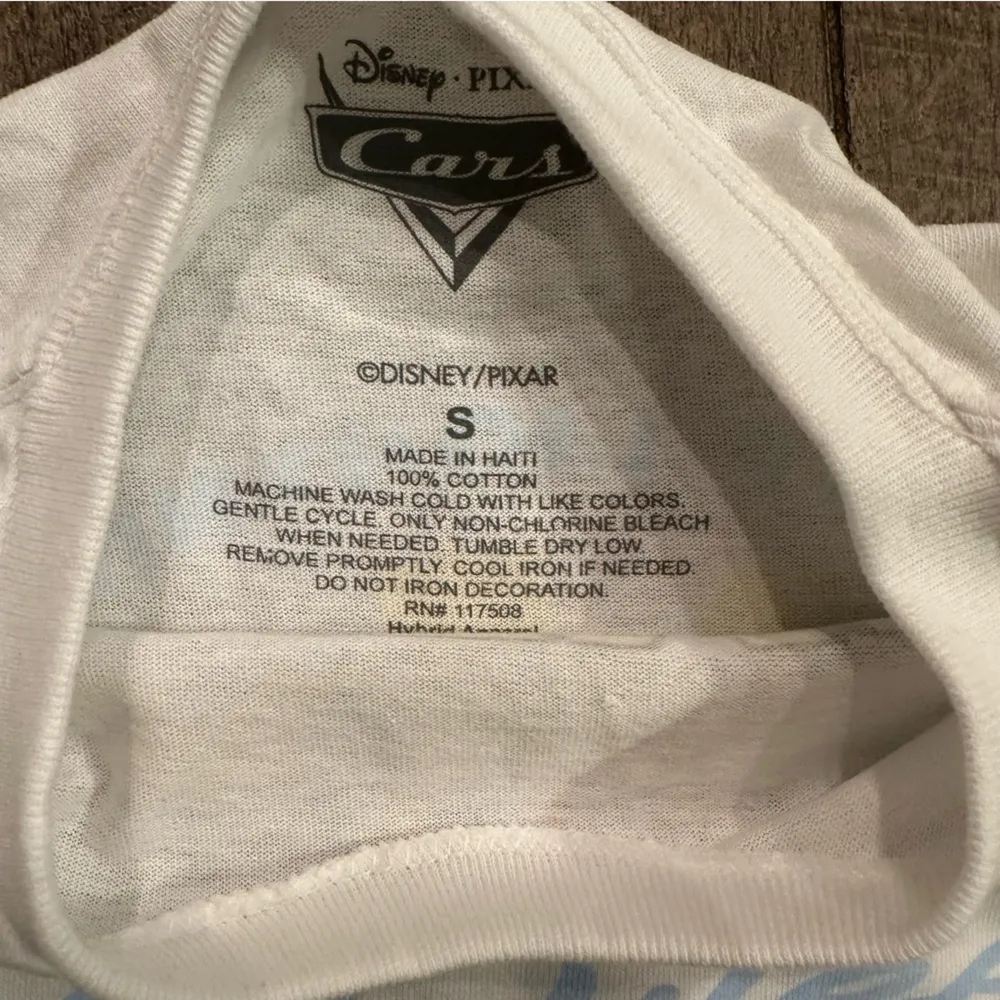 Disney · PIX
Cars
©DISNEY/PIXAR
S
MADE IN HAITI
100% COTTON
MACHINE WASH COLD WITH LIKE COLORS.
GENTLE CYCLE. ONLY NON-CHLORINE BLEACH
WHEN NEEDED. TUMBLE DRY LOW.
REMOVE PROMPTLY. COOL IRON IF NEEDED.
DO NOT IRON DECORATION.
RN# 117508
Hybrid Apparel